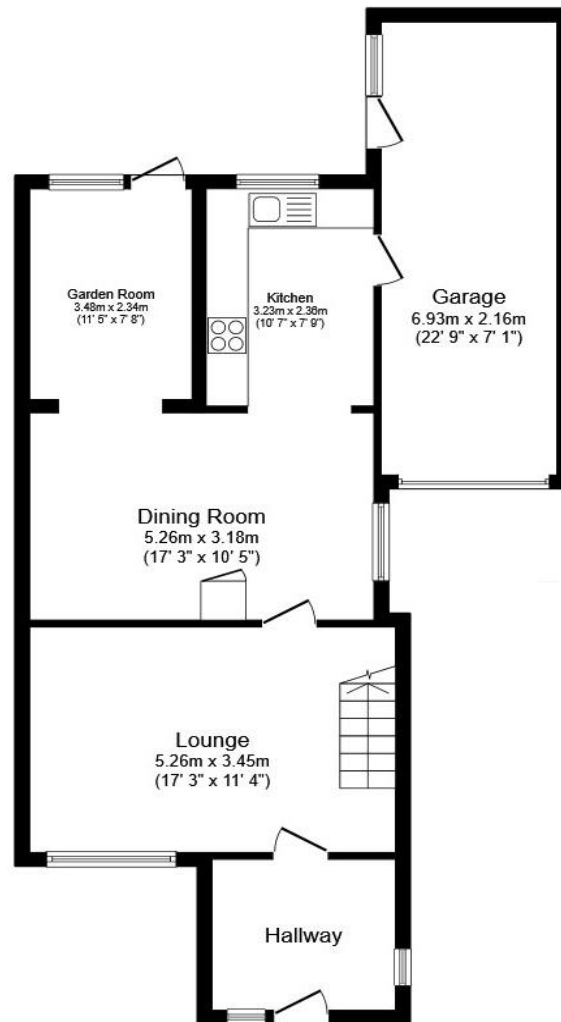 Garden Room
3.48m x 2.34m
(11' 5" x 7' 8")
Kitchen
3.23m x 2.36m
(10' 7" x 7' 9")
Garage
6.93m x 2.16m
(22' 9" x 7' 1")
Dining Room
5.26m x 3.18m
(17' 3" x 10' 5")
Lounge
5.26m x 3.45m
(17' 3" x 11' 4")
Hallway